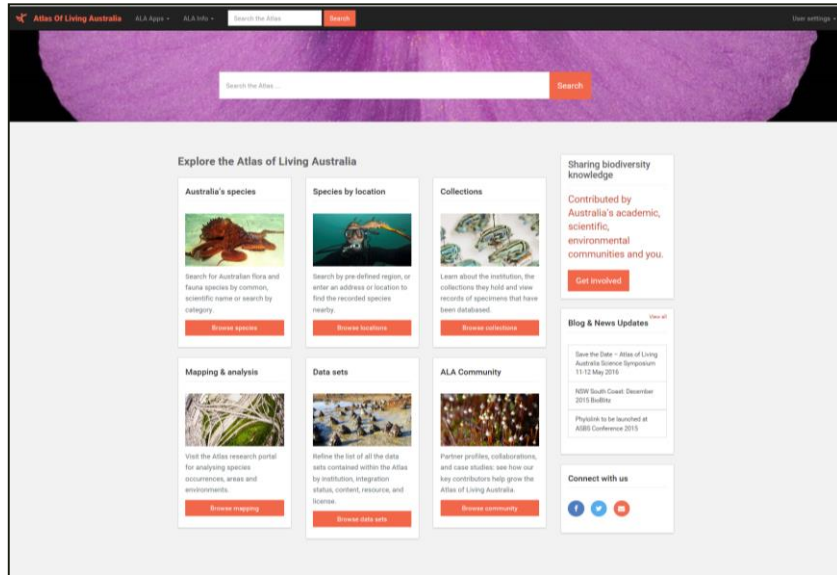 Atlas Of Living Australia
ALA Apps
ALA Info
Search the Atlas
Search
User settings
Search the Atlas ...
Search
Explore the Atlas of Living Australia
Australia's species
Search for Australian flora and
fauna species by common,
scientific name or search by
category.
Browse species
Species by location
Search by pre-defined region, or
enter an address or location to
find the recorded species
nearby.
Browse locations
Collections
Learn about the institution, the
collections they hold and view
records of specimens that have
been databased.
Browse collections
Mapping & analysis
Visit the Atlas research portal
for analysing species
occurrences, areas and
environments.
Browse mapping
Data sets
Refine the list of all the data
sets contained within the Atlas
by institution, integration
status, content, resource, and
license.
Browse data sets
ALA Community
Partner profiles, collaborations,
and case studies: see how our
key contributors help grow the
Atlas of Living Australia.
Browse community
Sharing biodiversity
knowledge
Contributed by
Australia's academic,
scientific,
environmental
communities and you.
Get involved
View all
Blog & News Updates
Save the Date – Atlas of Living
Australia Science Symposium
11-12 May 2016
NSW South Coast: December
2015 BioBlitz
Phylolink to be launched at
ASBS Conference 2015
Connect with us